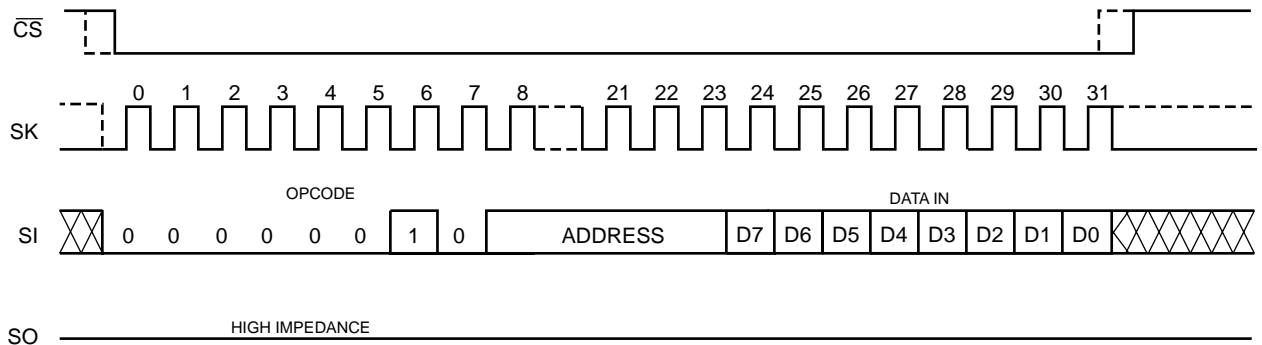 C̅S̅
0 1 2 3 4 5 6 7 8 21 22 23 24 25 26 27 28 29 30 31
SK
OPCODE DATA IN
SI 0 0 0 0 0 0 1 0 ADDRESS D7 D6 D5 D4 D3 D2 D1 D0
HIGH IMPEDANCE
SO